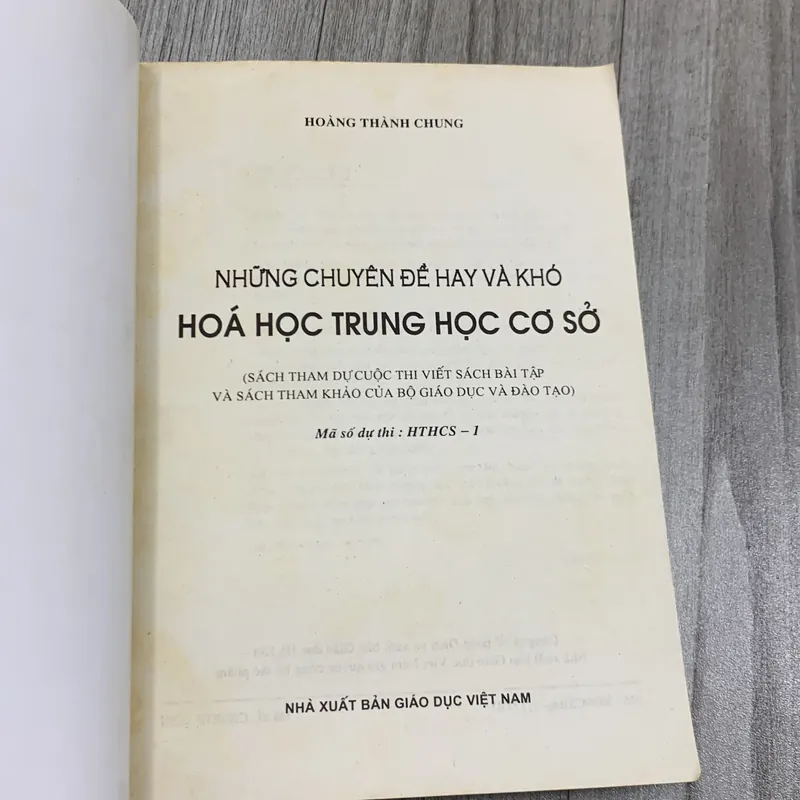 HOÀNG THÀNH CHUNG
NHỮNG CHUYÊN ĐỀ HAY VÀ KHÓ
HOÁ HỌC TRUNG HỌC CƠ SỞ
(SÁCH THAM DỰ CUỘC THI VIẾT SÁCH BÀI TẬP
VÀ SÁCH THAM KHẢO CỦA BỘ GIÁO DỤC VÀ ĐÀO TẠO)
Mã số dự thi : HTHCS – 1
NHÀ XUẤT BẢN GIÁO DỤC VIỆT NAM